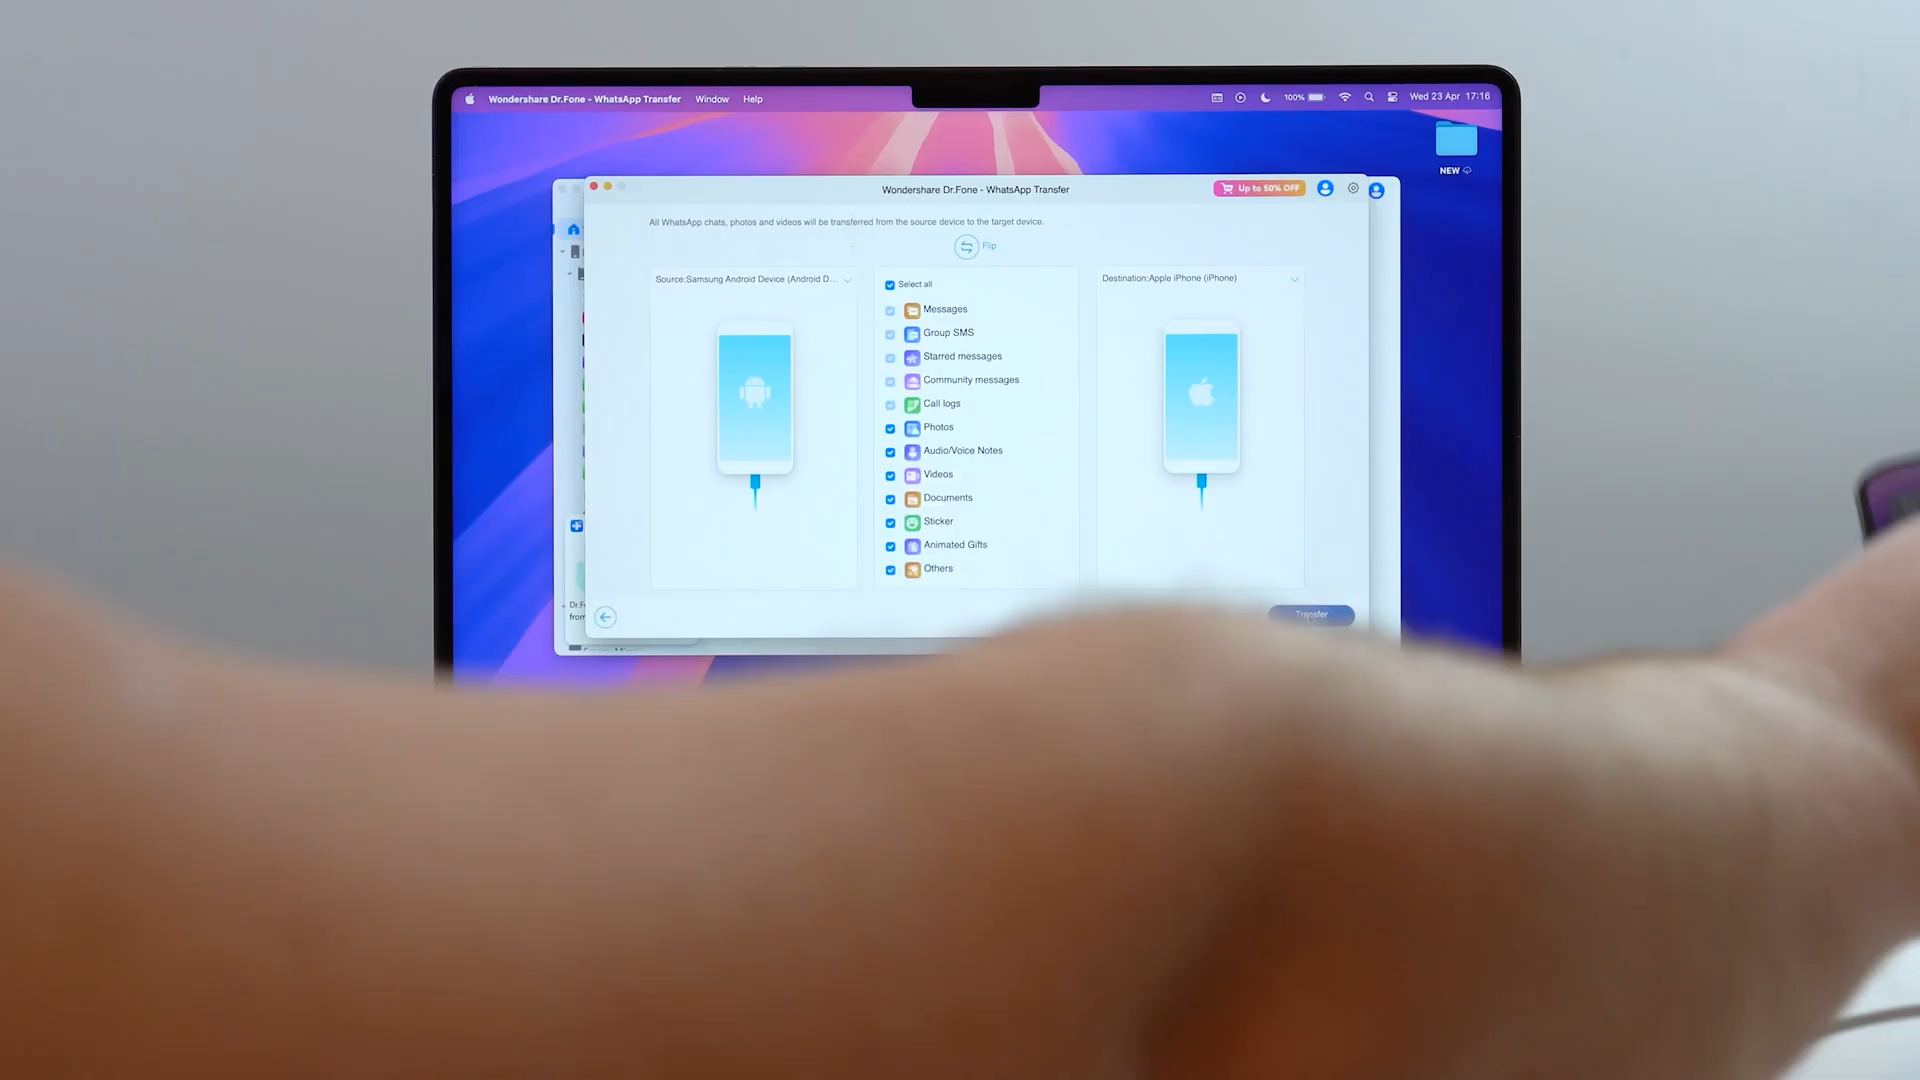 Wondershare Dr.Fone - WhatsApp Transfer Window Help 100% Wed 23 Apr 17:16
NEW
Wondershare Dr.Fone - WhatsApp Transfer
Up to 50% OFF
All WhatsApp chats, photos and videos will be transferred from the source device to the target device.
Flip
Source:Samsung Android Device (Android D...
Select all
Messages
Group SMS
Starred messages
Community messages
Call logs
Photos
Audio/Voice Notes
Videos
Documents
Sticker
Animated Gifts
Others
Destination:Apple iPhone (iPhone)
Dr.F
from
Transfer